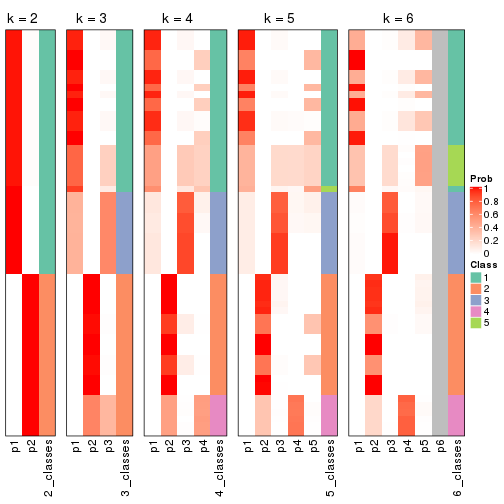 k = 2
k = 3
k = 4
k = 5
k = 6
p1
p2
2_classes
p1
p2
p3
3_classes
p1
p2
p3
p4
4_classes
p1
p2
p3
p4
p5
5_classes
p1
p2
p3
p4
p5
p6
6_classes
Prob
1
0.8
0.6
0.4
0.2
0
Class
1
2
3
4
5